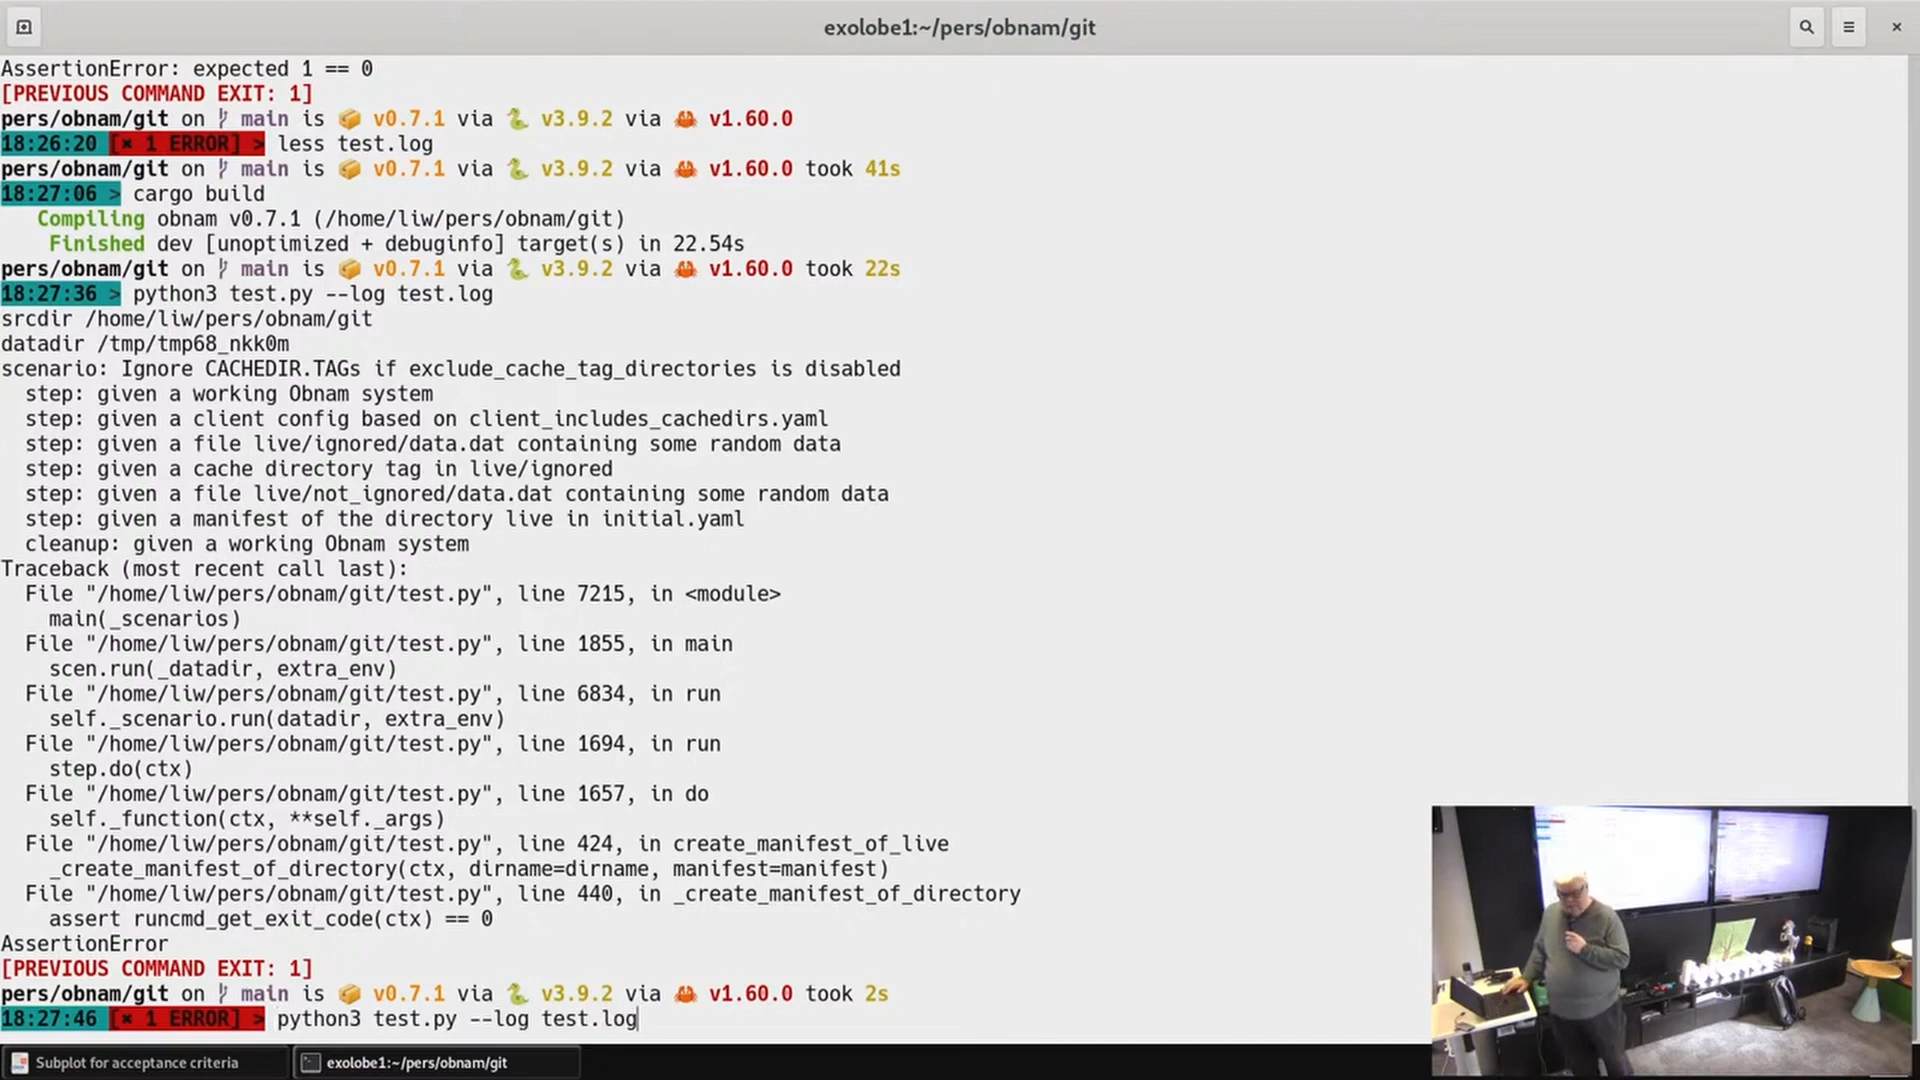 exolobe1:~/pers/obnam/git
AssertionError: expected 1 == 0
[PREVIOUS COMMAND EXIT: 1]
pers/obnam/git on main is 📦 v0.7.1 via 🐍 v3.9.2 via 🦀 v1.60.0
18:26:20 [✖ 1 ERROR] > less test.log
pers/obnam/git on main is 📦 v0.7.1 via 🐍 v3.9.2 via 🦀 v1.60.0 took 41s
18:27:06 > cargo build
Compiling obnam v0.7.1 (/home/liw/pers/obnam/git)
Finished dev [unoptimized + debuginfo] target(s) in 22.54s
pers/obnam/git on main is 📦 v0.7.1 via 🐍 v3.9.2 via 🦀 v1.60.0 took 22s
18:27:36 > python3 test.py --log test.log
srcdir /home/liw/pers/obnam/git
datadir /tmp/tmp68_nkk0m
scenario: Ignore CACHEDIR.TAGs if exclude_cache_tag_directories is disabled
step: given a working Obnam system
step: given a client config based on client_includes_cachedirs.yaml
step: given a file live/ignored/data.dat containing some random data
step: given a cache directory tag in live/ignored
step: given a file live/not_ignored/data.dat containing some random data
step: given a manifest of the directory live in initial.yaml
cleanup: given a working Obnam system
Traceback (most recent call last):
File "/home/liw/pers/obnam/git/test.py", line 7215, in <module>
main(_scenarios)
File "/home/liw/pers/obnam/git/test.py", line 1855, in main
scen.run(_datadir, extra_env)
File "/home/liw/pers/obnam/git/test.py", line 6834, in run
self._scenario.run(datadir, extra_env)
File "/home/liw/pers/obnam/git/test.py", line 1694, in run
step.do(ctx)
File "/home/liw/pers/obnam/git/test.py", line 1657, in do
self._function(ctx, **self._args)
File "/home/liw/pers/obnam/git/test.py", line 424, in create_manifest_of_live
_create_manifest_of_directory(ctx, dirname=dirname, manifest=manifest)
File "/home/liw/pers/obnam/git/test.py", line 440, in _create_manifest_of_directory
assert runcmd_get_exit_code(ctx) == 0
AssertionError
[PREVIOUS COMMAND EXIT: 1]
pers/obnam/git on main is 📦 v0.7.1 via 🐍 v3.9.2 via 🦀 v1.60.0 took 2s
18:27:46 [✖ 1 ERROR] > python3 test.py --log test.log
Subplot for acceptance criteria
exolobe1:~/pers/obnam/git